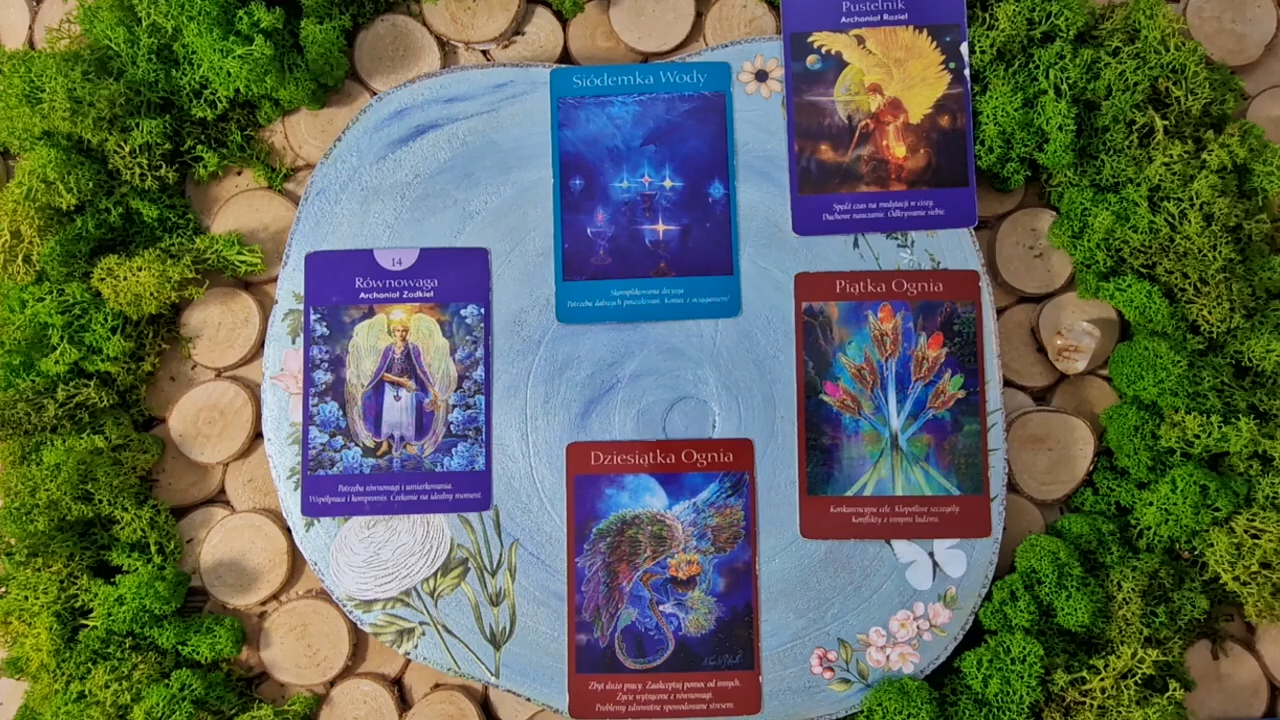 Siódemka Wody
Skomplikowana decyzja
Potrzeba dalszych poszukiwań. Koniec z ociąganiem!
Pustelnik
Archanioł Raziel
Spędź czas na medytacji w ciszy.
Duchowe nauczanie. Odkrywanie siebie.
14
Równowaga
Archanioł Zadkiel
Potrzeba równowagi i umiarkowania.
Współpraca i kompromis. Czekanie na idealny moment.
Piątka Ognia
Konkurencyjne cele. Kłopotliwe szczegóły.
Konflikty z innymi ludźmi.
Dziesiątka Ognia
Zbyt dużo pracy. Zaakceptuj pomoc od innych.
Życie wytrącone z równowagi.
Problemy zdrowotne spowodowane stresem.